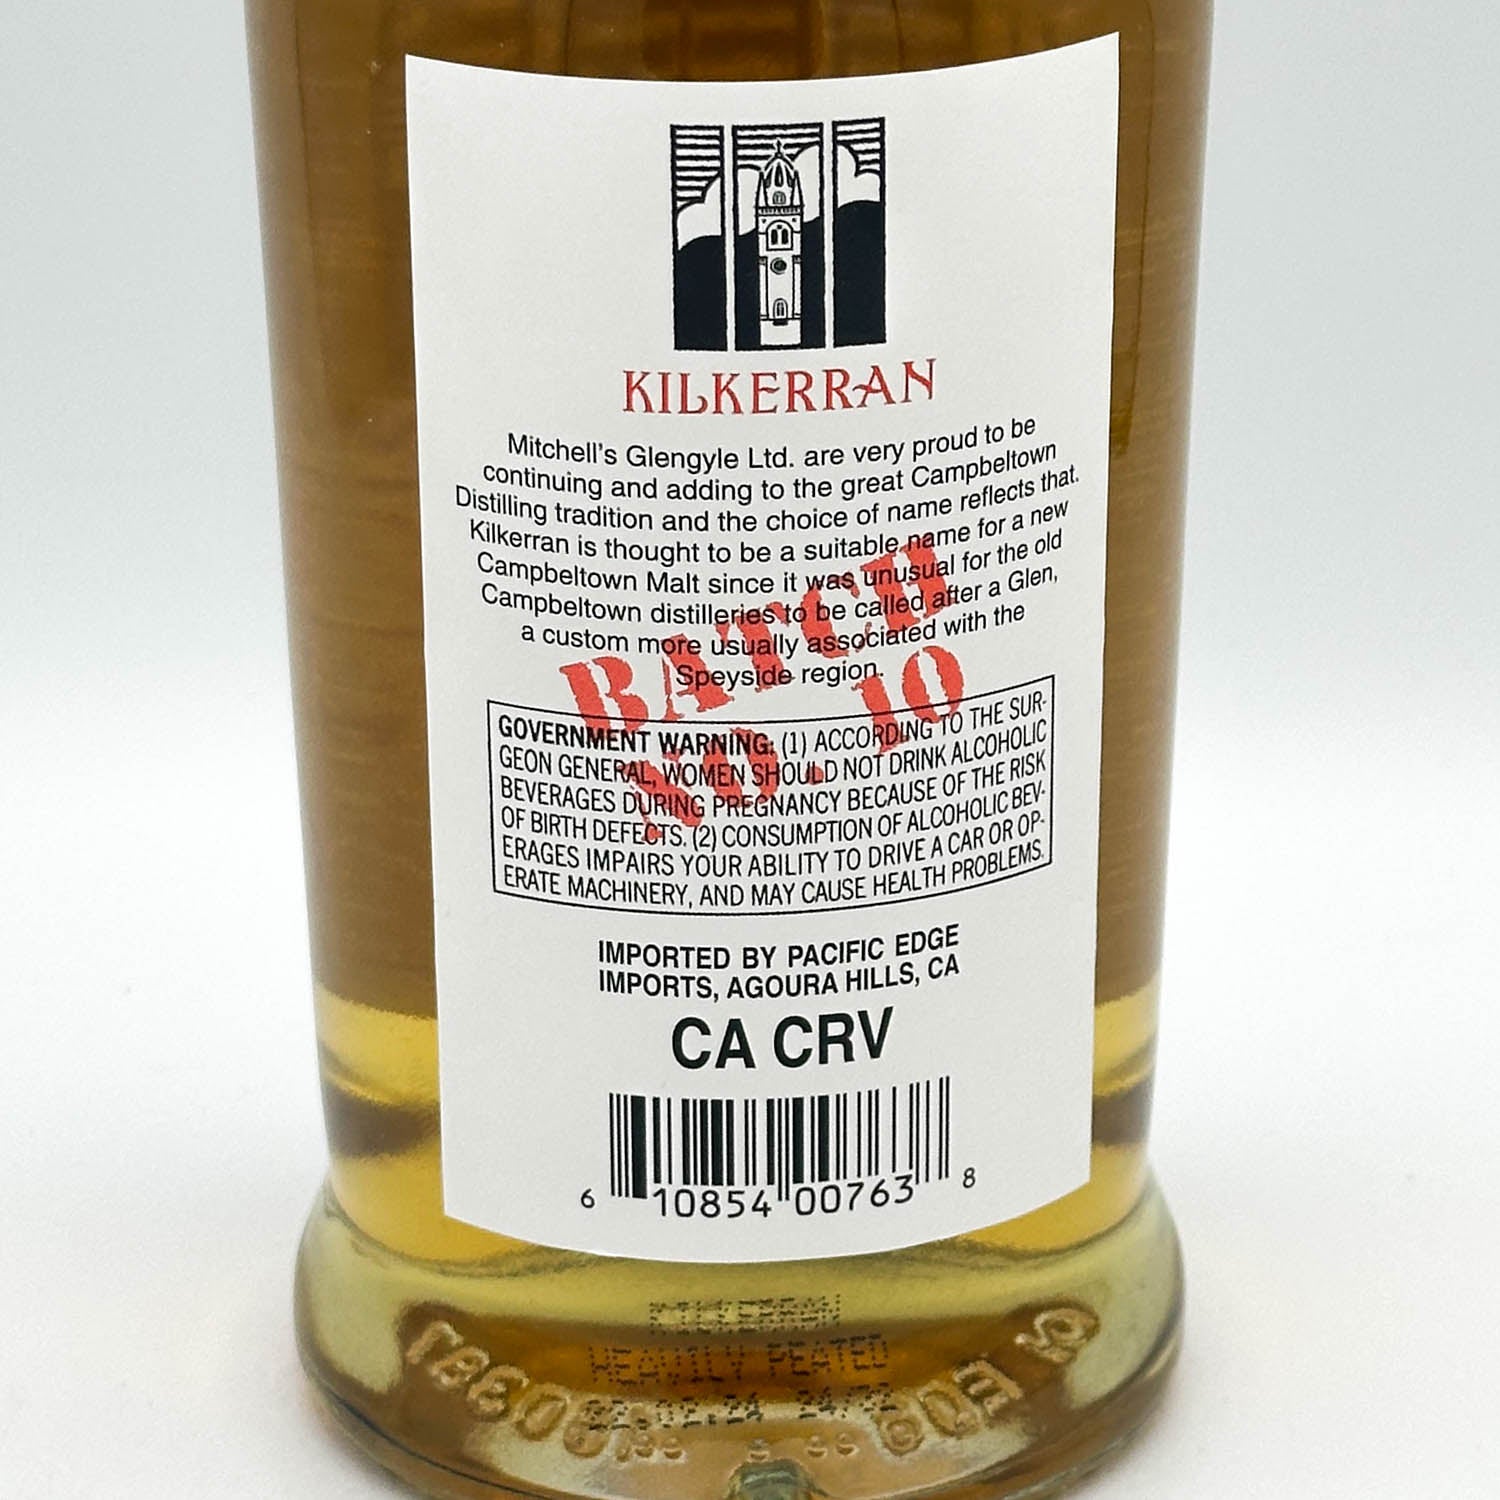 KILKERRAN
Mitchell's Glengyle Ltd. are very proud to be
continuing and adding to the great Campbeltown
Distilling tradition and the choice of name reflects that.
Kilkerran is thought to be a suitable name for a new
Campbeltown Malt since it was unusual for the old
Campbeltown distilleries to be called after a Glen,
a custom more usually associated with the
Speyside region.
BATCH
NO. 10
GOVERNMENT WARNING: (1) ACCORDING TO THE SUR-
GEON GENERAL, WOMEN SHOULD NOT DRINK ALCOHOLIC
BEVERAGES DURING PREGNANCY BECAUSE OF THE RISK
OF BIRTH DEFECTS. (2) CONSUMPTION OF ALCOHOLIC BEV-
ERAGES IMPAIRS YOUR ABILITY TO DRIVE A CAR OR OP-
ERATE MACHINERY, AND MAY CAUSE HEALTH PROBLEMS.
IMPORTED BY PACIFIC EDGE
IMPORTS, AGOURA HILLS, CA
CA CRV
6 10854 00763 8
KILKERRAN
HEAVILY PEATED
22.02.24 24/72